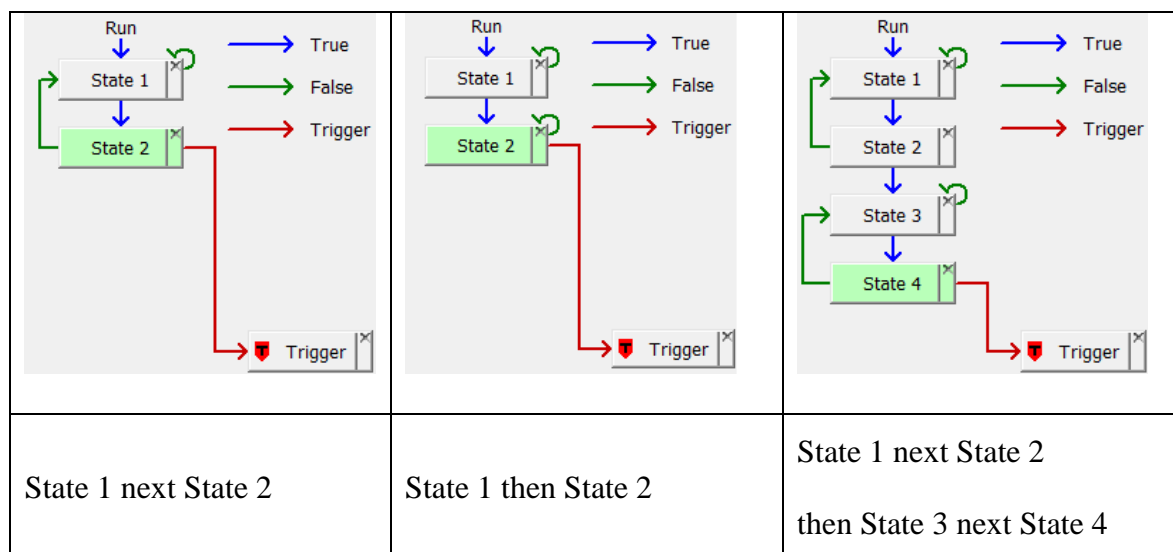 Run
True
State 1
False
Trigger
State 2
T Trigger
Run
True
State 1
False
Trigger
State 2
T Trigger
Run
True
State 1
False
Trigger
State 2
State 3
State 4
T Trigger
State 1 next State 2
State 1 then State 2
State 1 next State 2
then State 3 next State 4